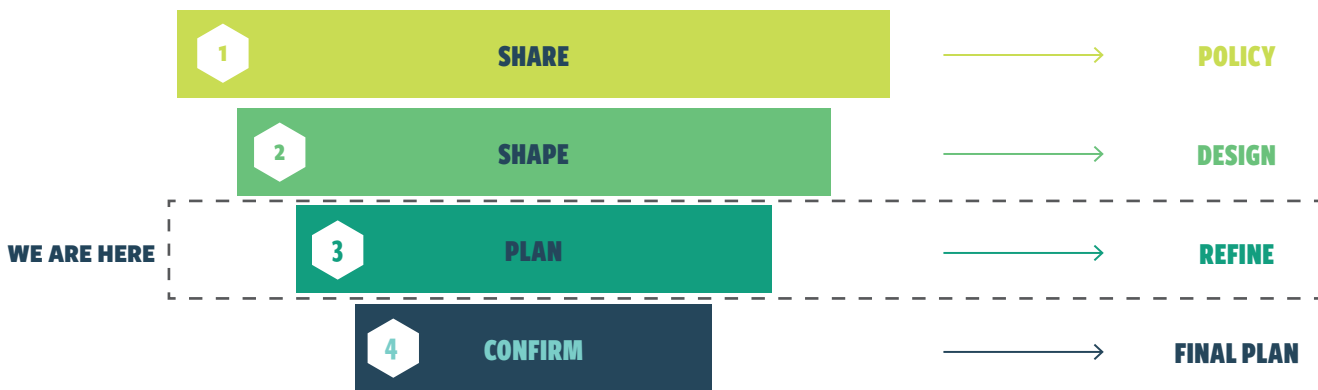 1 SHARE POLICY
2 SHAPE DESIGN
WE ARE HERE 3 PLAN REFINE
4 CONFIRM FINAL PLAN